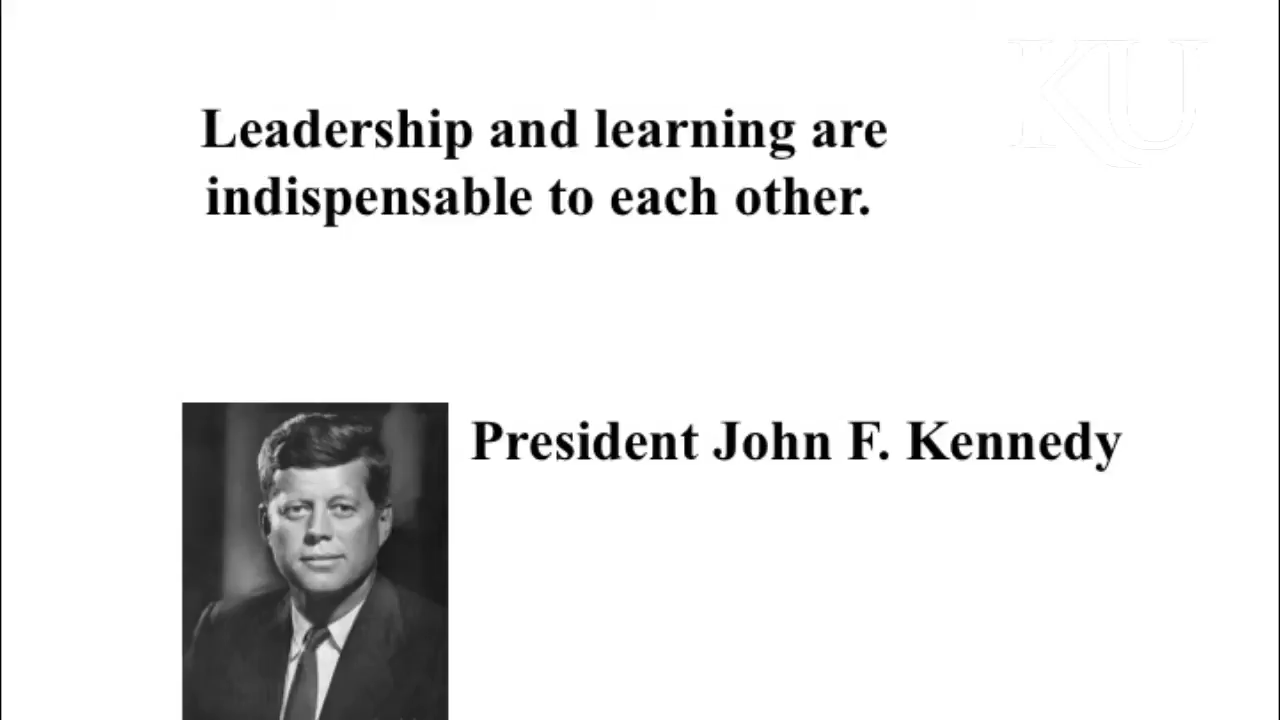 KU
Leadership and learning are
indispensable to each other.
President John F. Kennedy